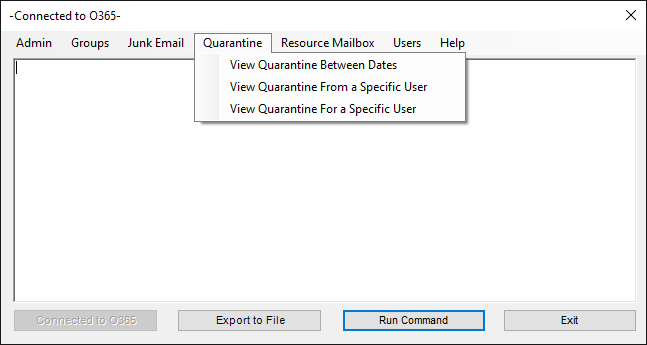 -Connected to O365-
Admin Groups Junk Email Quarantine Resource Mailbox Users Help
View Quarantine Between Dates
View Quarantine From a Specific User
View Quarantine For a Specific User
Connected to O365 Export to File Run Command Exit